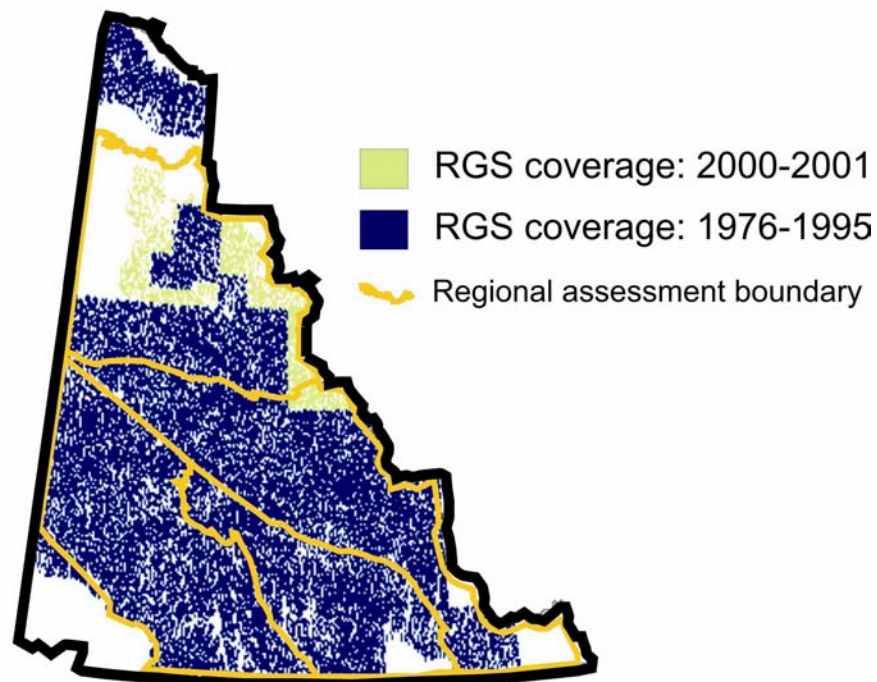 RGS coverage: 2000-2001
RGS coverage: 1976-1995
Regional assessment boundary